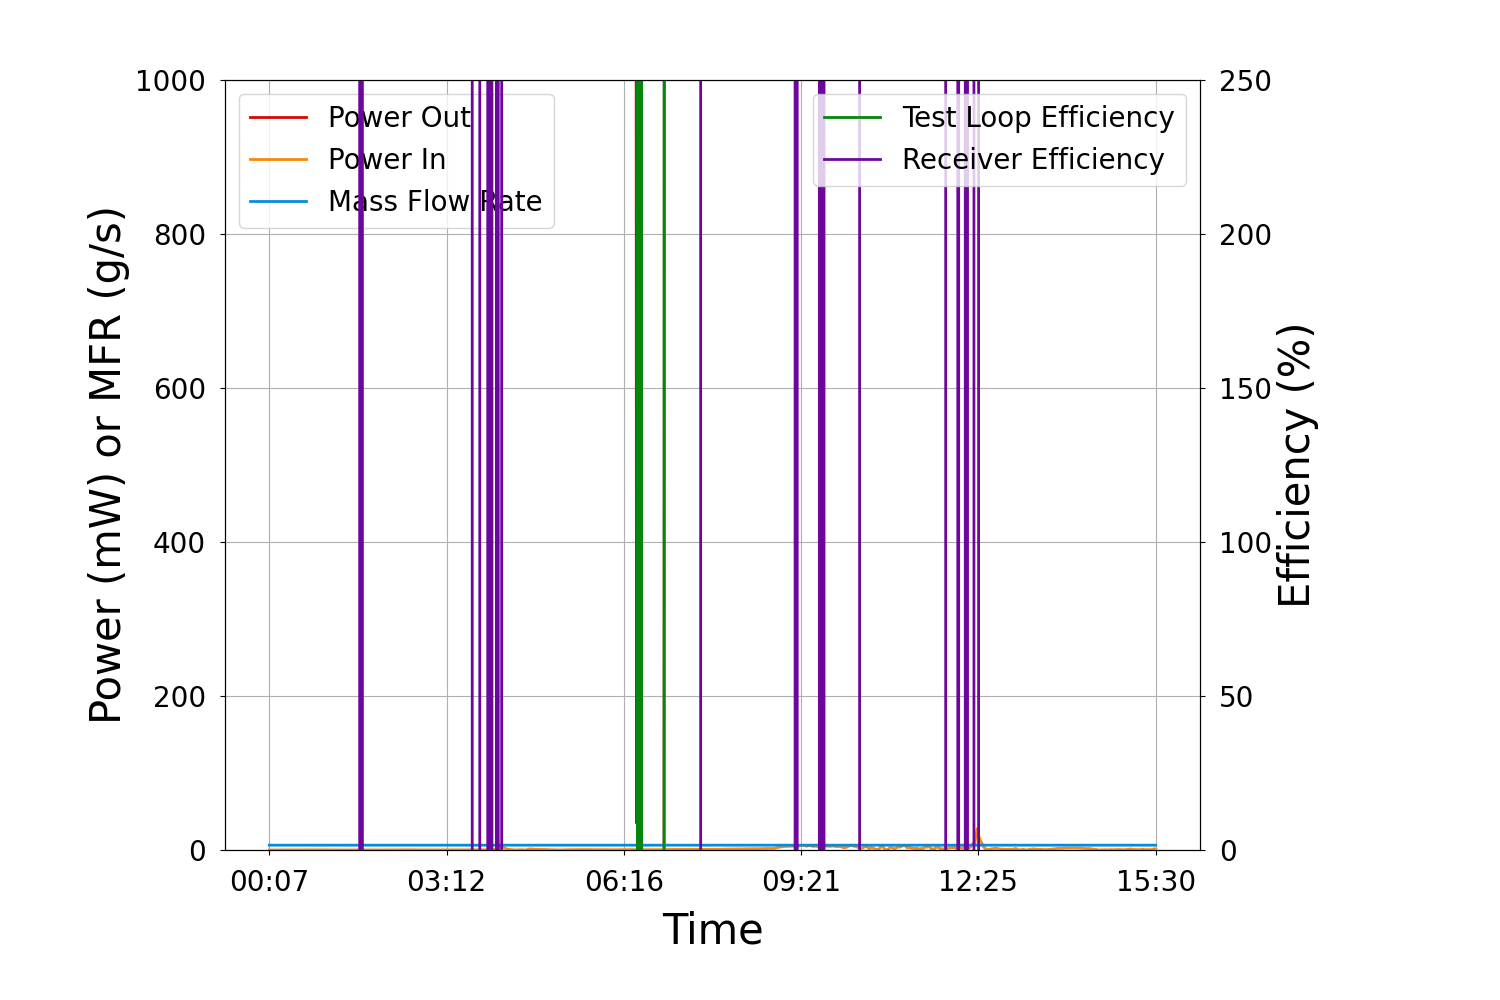 1000
800
600
400
200
0
Power (mW) or MFR (g/s)
Power Out
Power In
Mass Flow Rate
Test Loop Efficiency
Receiver Efficiency
250
200
150
100
50
0
Efficiency (%)
00:07
03:12
06:16
09:21
12:25
15:30
Time